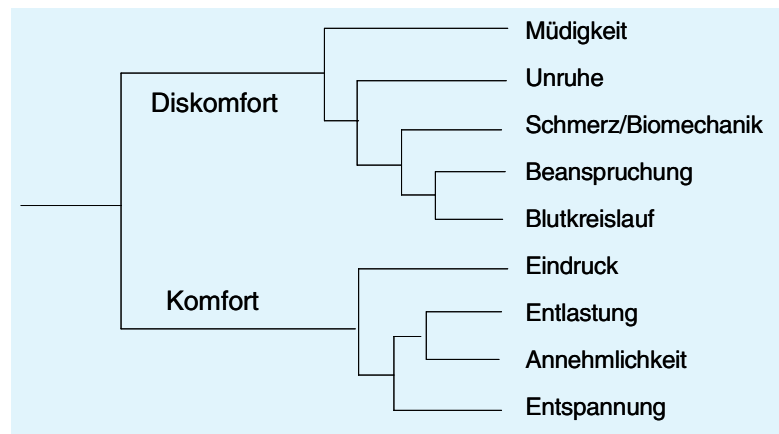 Müdigkeit
Unruhe
Diskomfort
Schmerz/Biomechanik
Beanspruchung
Blutkreislauf
Eindruck
Komfort
Entlastung
Annehmlichkeit
Entspannung